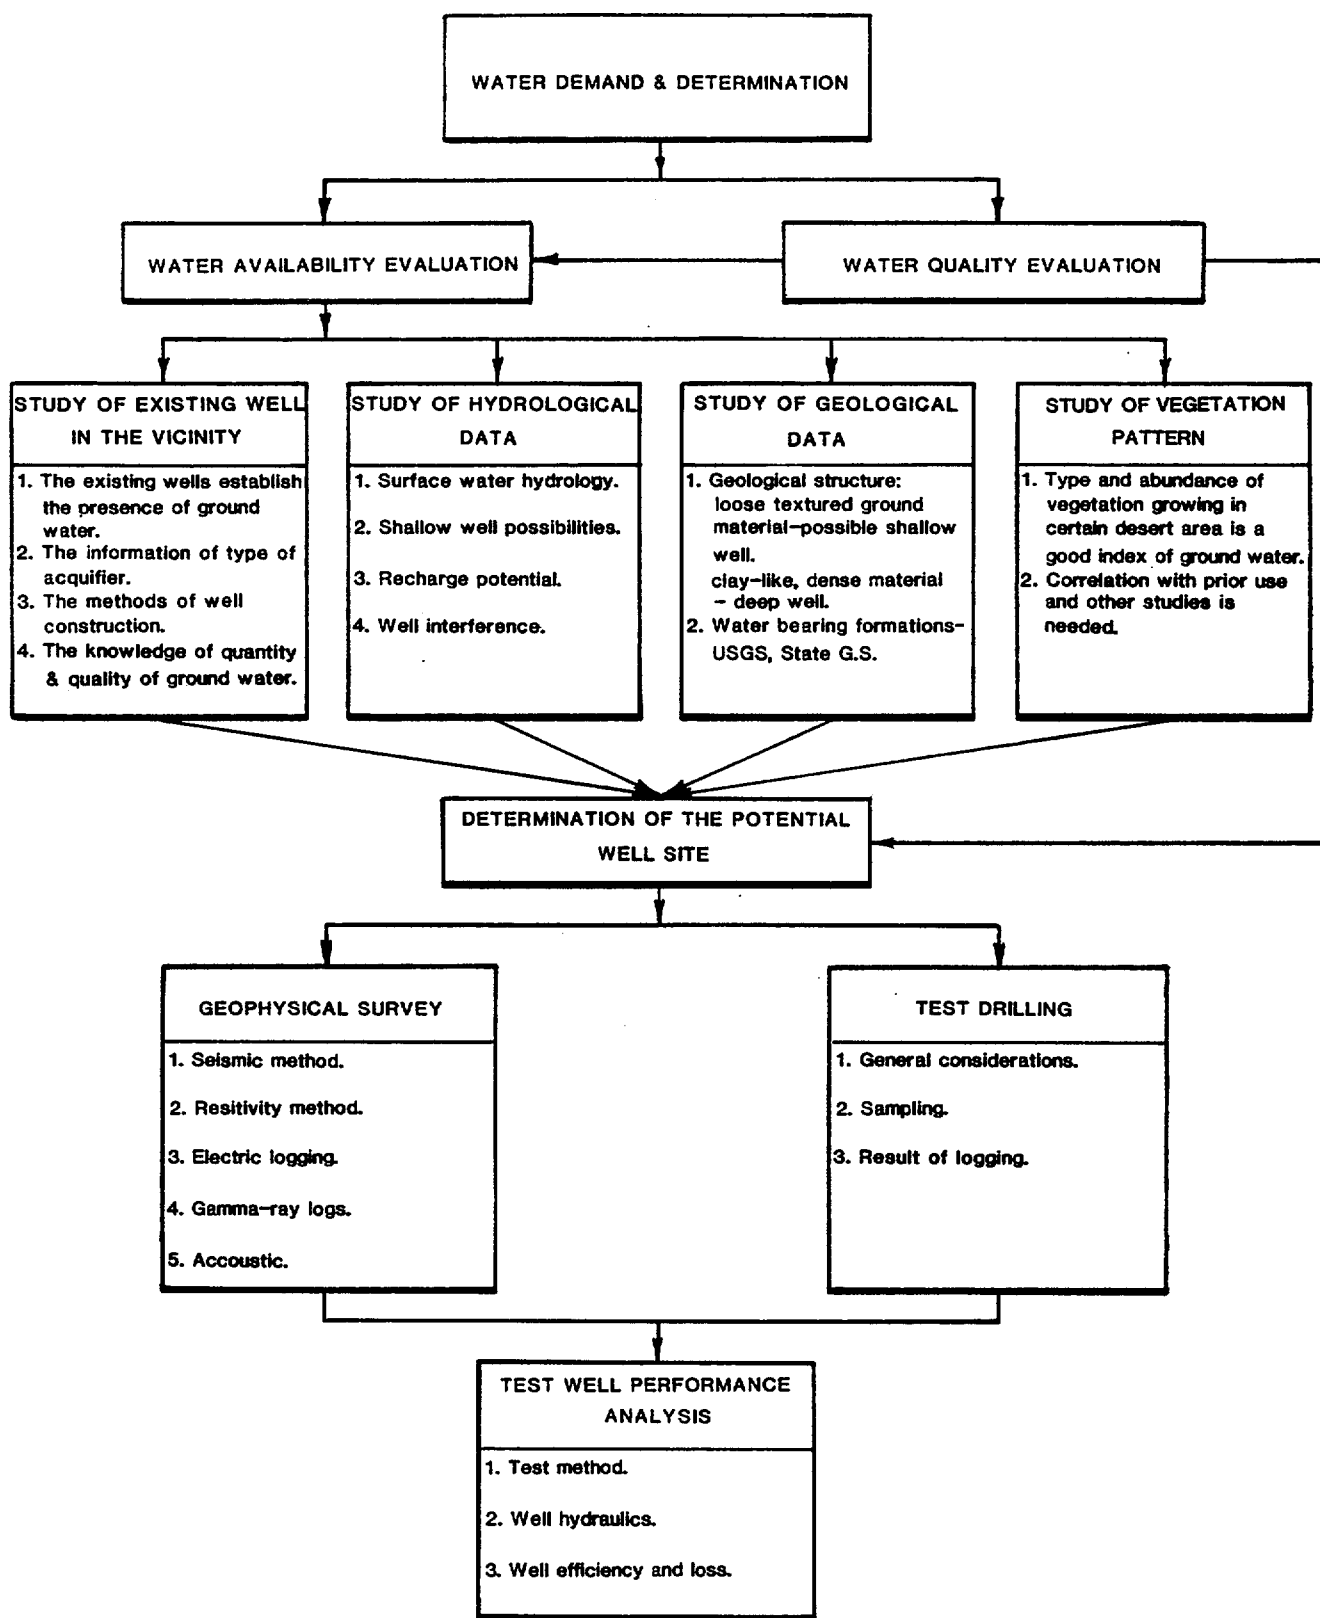 WATER DEMAND & DETERMINATION
WATER AVAILABILITY EVALUATION
WATER QUALITY EVALUATION
STUDY OF EXISTING WELL
IN THE VICINITY
1. The existing wells establish
the presence of ground
water.
2. The information of type of
acquifier.
3. The methods of well
construction.
4. The knowledge of quantity
& quality of ground water.
STUDY OF HYDROLOGICAL
DATA
1. Surface water hydrology.
2. Shallow well possibilities.
3. Recharge potential.
4. Well interference.
STUDY OF GEOLOGICAL
DATA
1. Geological structure:
loose textured ground
material-possible shallow
well.
clay-like, dense material
- deep well.
2. Water bearing formations-
USGS, State G.S.
STUDY OF VEGETATION
PATTERN
1. Type and abundance of
vegetation growing in
certain desert area is a
good index of ground water.
2. Correlation with prior use
and other studies is
needed.
DETERMINATION OF THE POTENTIAL
WELL SITE
GEOPHYSICAL SURVEY
1. Seismic method.
2. Resitivity method.
3. Electric logging.
4. Gamma-ray logs.
5. Accoustic.
TEST DRILLING
1. General considerations.
2. Sampling.
3. Result of logging.
TEST WELL PERFORMANCE
ANALYSIS
1. Test method.
2. Well hydraulics.
3. Well efficiency and loss.